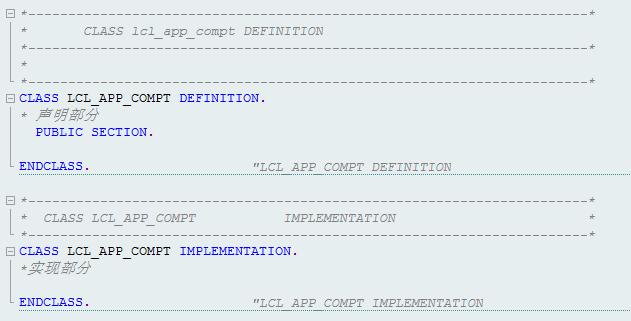 *----------------------------------------------------------------------*
*       CLASS lcl_app_compt DEFINITION
*----------------------------------------------------------------------*
*
*----------------------------------------------------------------------*
CLASS LCL_APP_COMPT DEFINITION.
* 声明部分
  PUBLIC SECTION.
ENDCLASS.                    "LCL_APP_COMPT DEFINITION
*----------------------------------------------------------------------*
*  CLASS LCL_APP_COMPT           IMPLEMENTATION                        *
*----------------------------------------------------------------------*
CLASS LCL_APP_COMPT IMPLEMENTATION.
*实现部分
ENDCLASS.                     "LCL_APP_COMPT IMPLEMENTATION